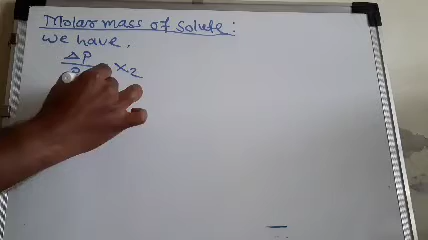 Molar mass of Solute:
We have,
ΔP
x2